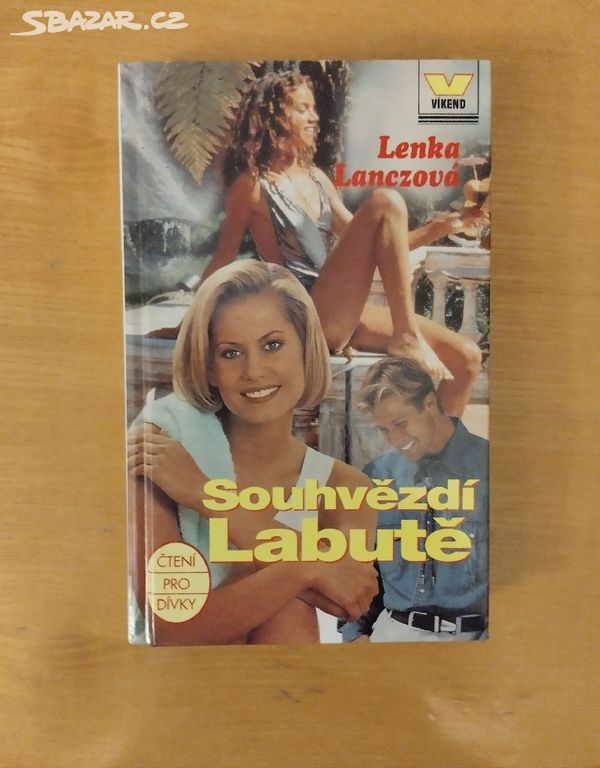 SBAZAR.CZ
VÍKEND
Lenka
Lanczová
Souhvězdí
Labutě
ČTENÍ
PRO
DÍVKY